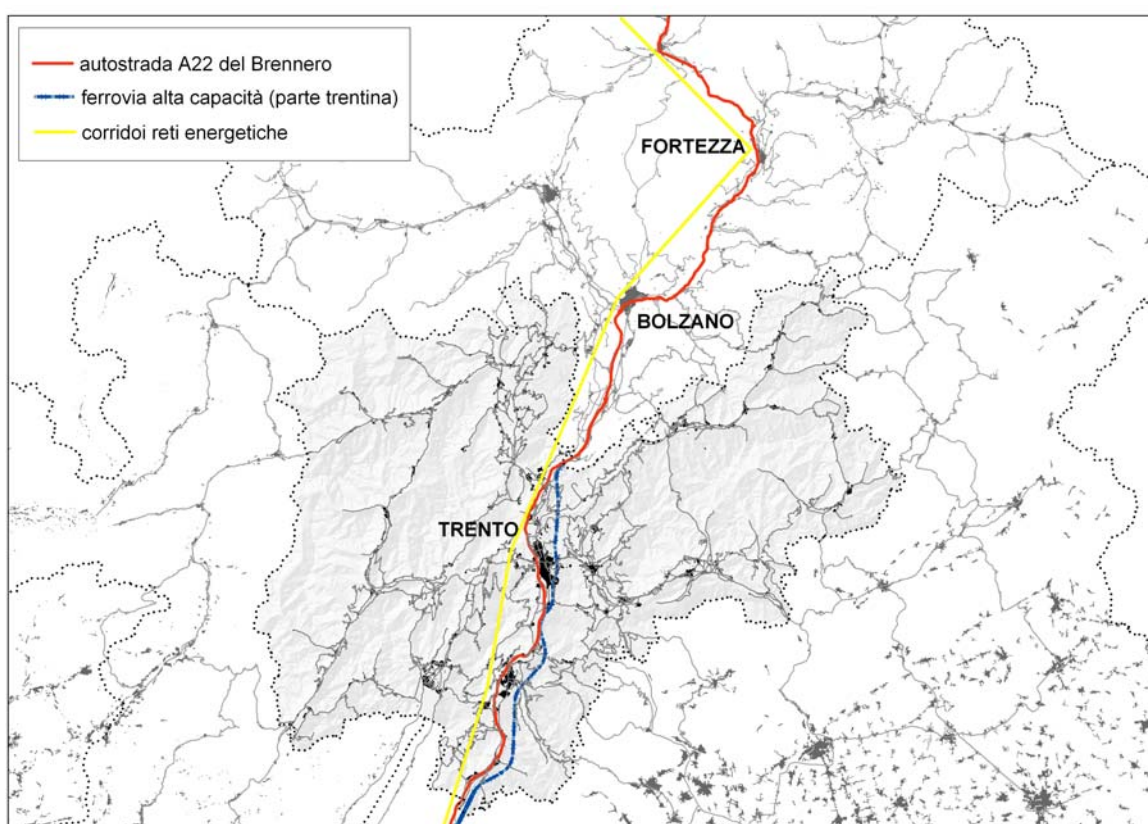 autostrada A22 del Brennero
ferrovia alta capacità (parte trentina)
corridoi reti energetiche
FORTEZZA
BOLZANO
TRENTO